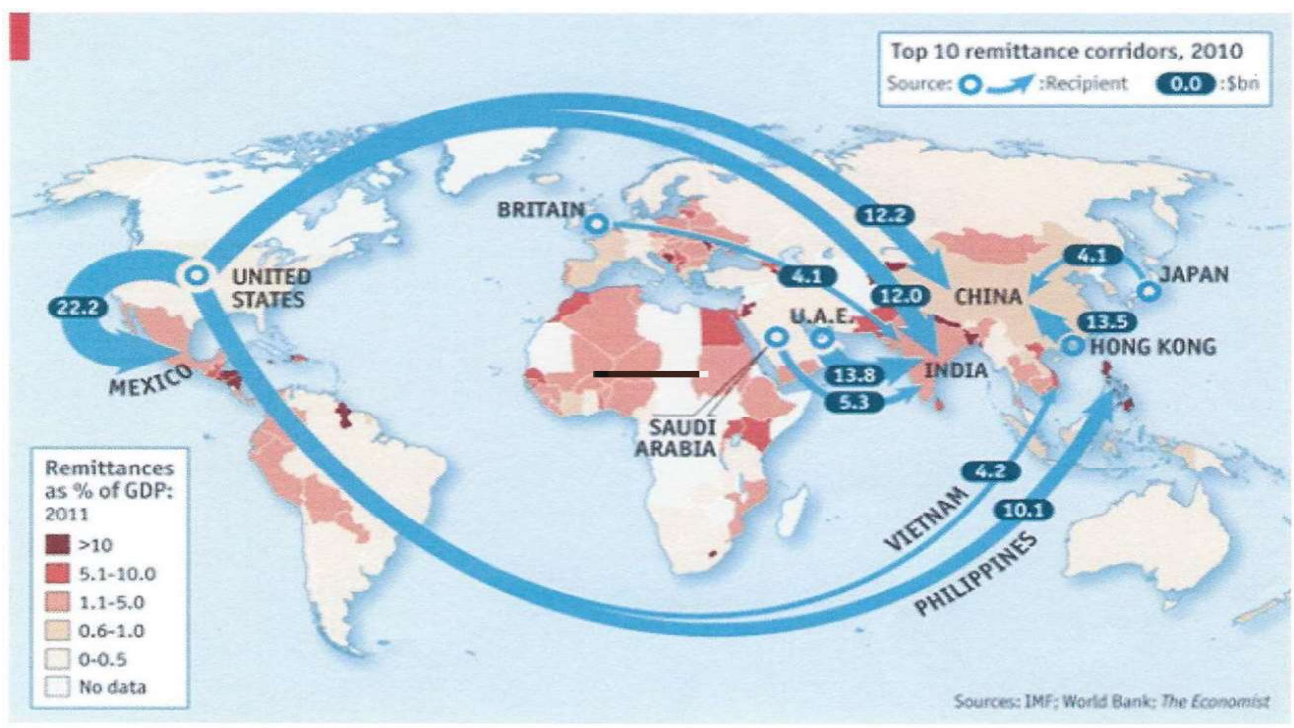 Top 10 remittance corridors, 2010
Source: :Recipient 0.0 :$bn
BRITAIN
12.2
UNITED
STATES
22.2
4.1
4.1
JAPAN
12.0
CHINA
U.A.E.
13.5
HONG KONG
MEXICO
13.8
INDIA
5.3
SAUDI
ARABIA
4.2
VIETNAM
10.1
PHILIPPINES
Remittances
as % of GDP:
2011
>10
5.1-10.0
1.1-5.0
0.6-1.0
0-0.5
No data
Sources: IMF; World Bank; The Economist